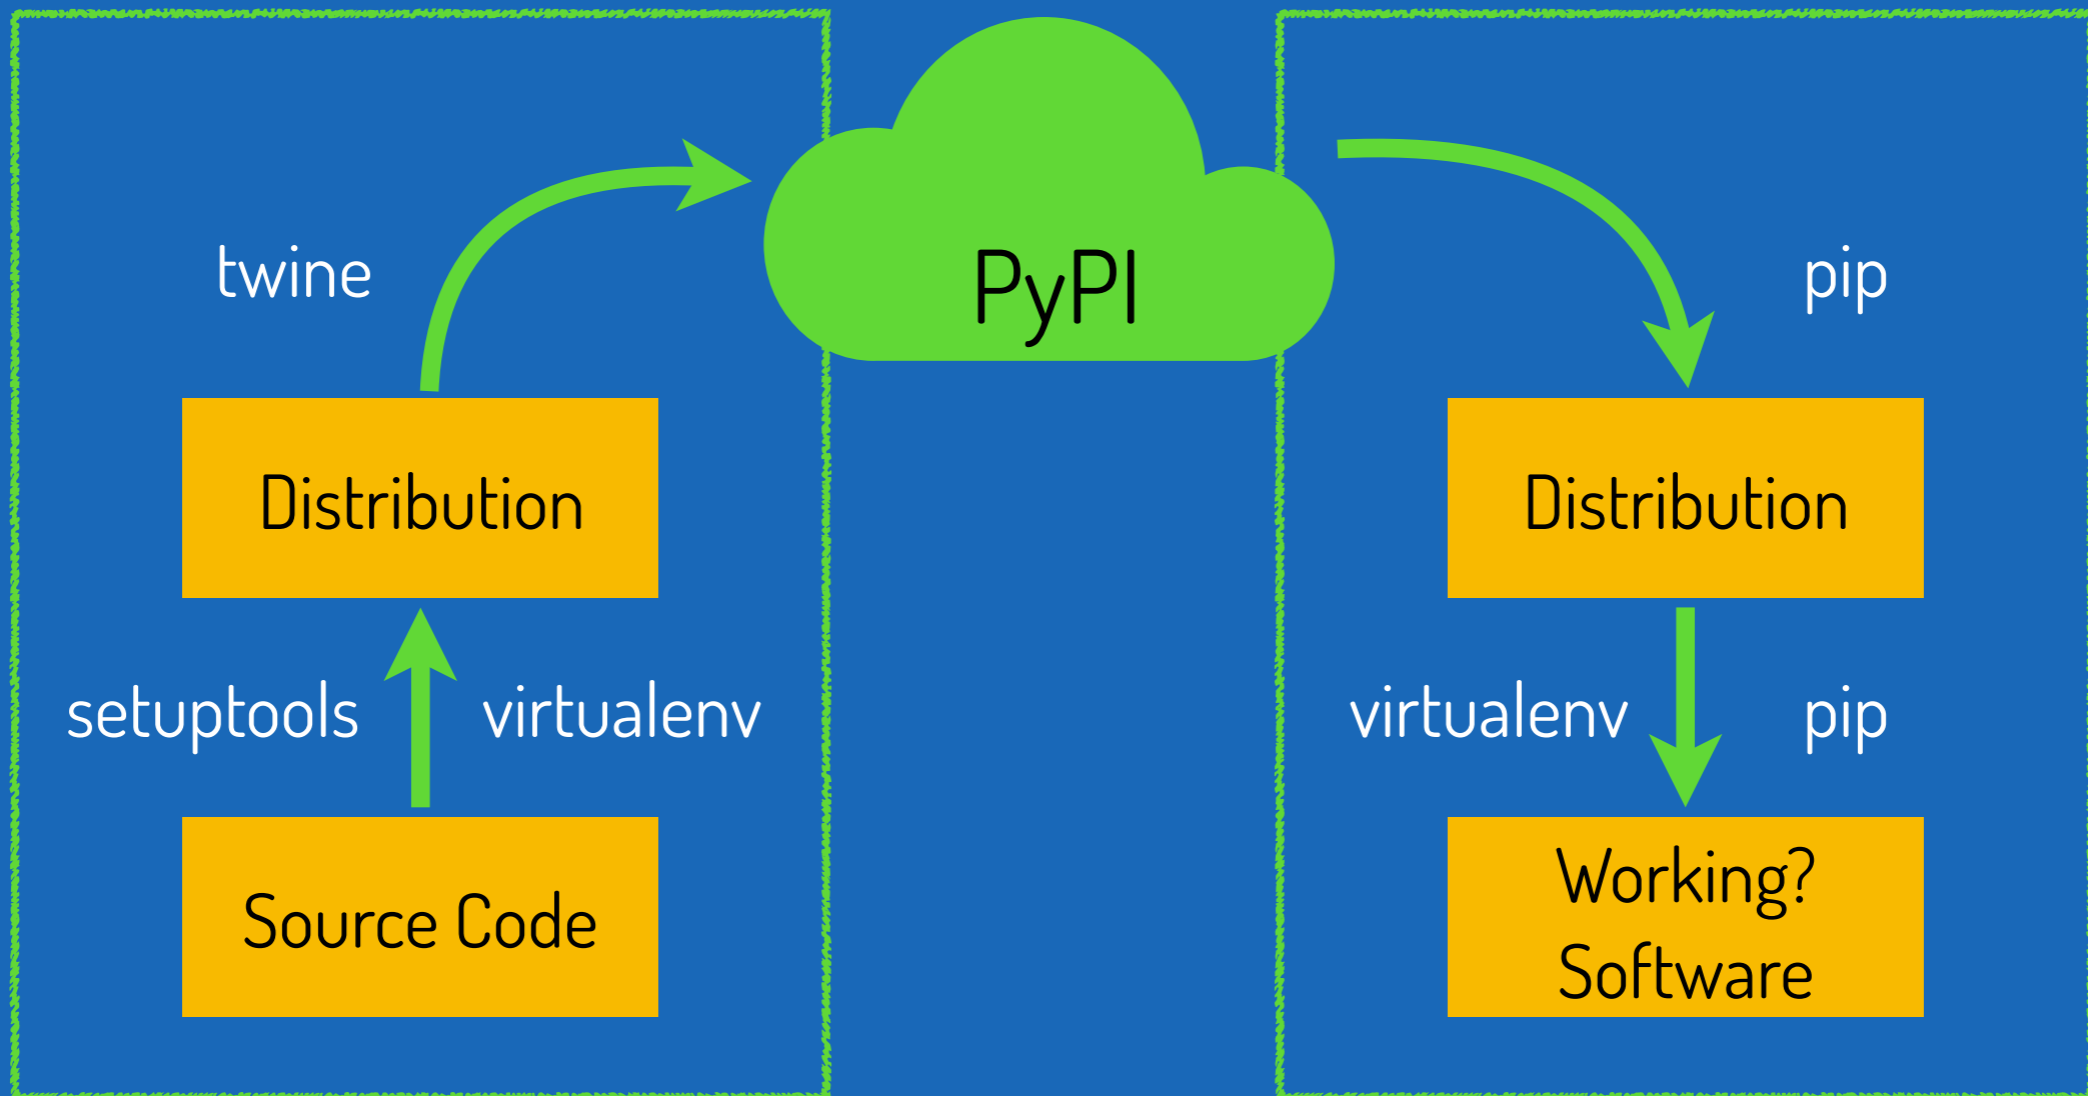 PyPI
twine
pip
Distribution
Distribution
setuptools
virtualenv
virtualenv
pip
Source Code
Working?
Software